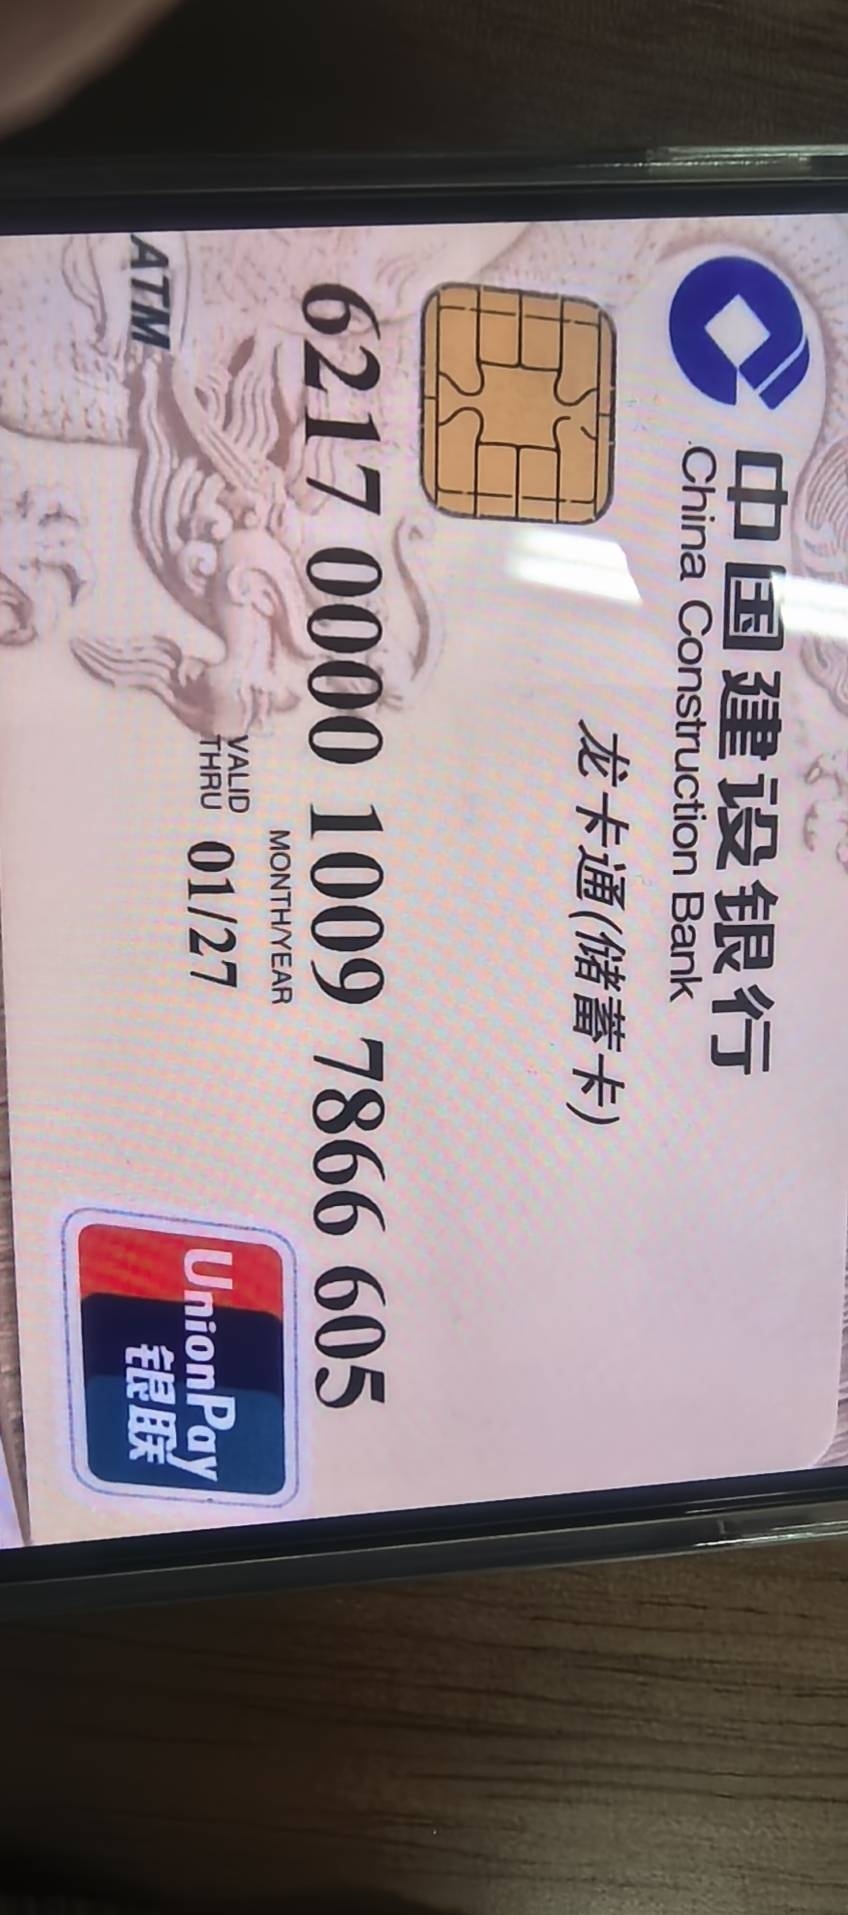 中国建设银行
China Construction Bank
龙卡通(储蓄卡)
6217 0000 1009 7866 605
MONTH/YEAR
VALID
THRU 01/27
ATM
UnionPay
银联